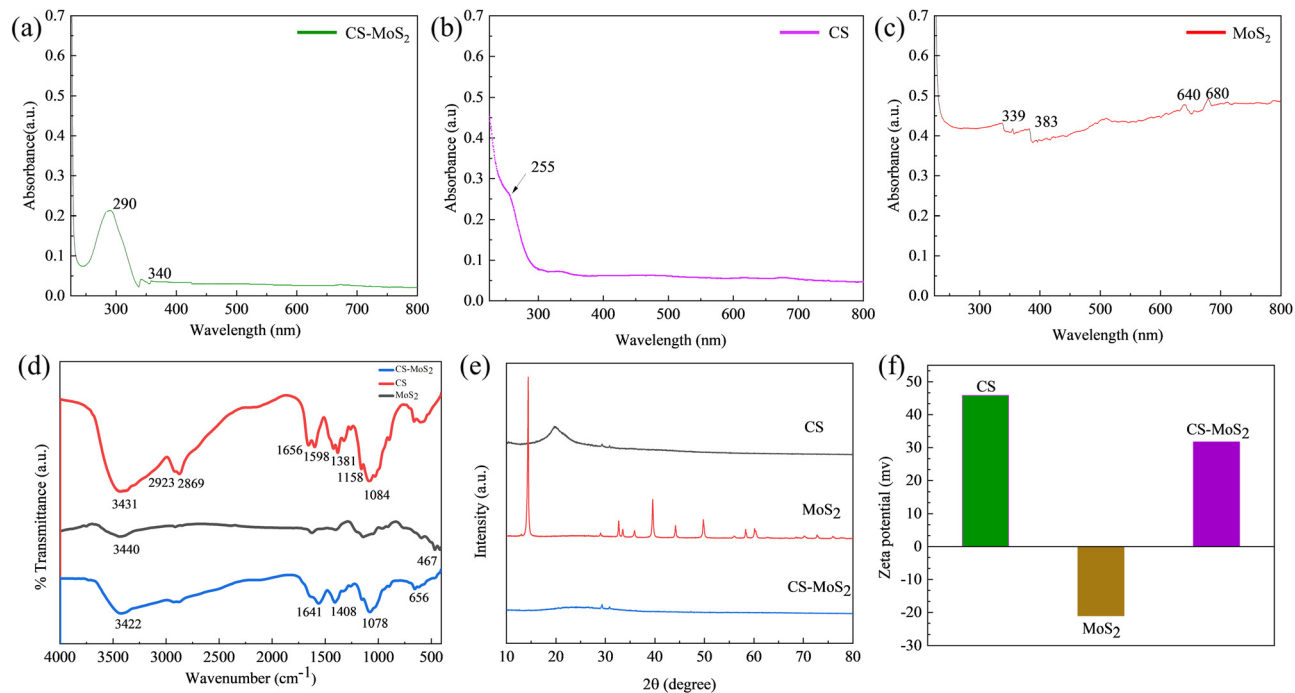 (a)
CS-MoS2
0.7
0.6
0.5
0.4
0.3
0.2
0.1
0.0
Absorbance(a.u.)
290
340
300 400 500 600 700 800
Wavelength (nm)
(b)
CS
0.7
0.6
0.5
0.4
0.3
0.2
0.1
0.0
Absorbance (a.u)
255
300 400 500 600 700 800
Wavelength (nm)
(c)
MoS2
0.7
0.6
0.5
0.4
0.3
0.2
0.1
0.0
Absorbance (a.u.)
339 383 640 680
300 400 500 600 700 800
Wavelength (nm)
(d)
CS-MoS2
CS
MoS2
% Transmittance (a.u.)
3431
2923
2869
1656
1598
1381
1158
1084
3440
467
3422
1641
1408
1078
656
4000 3500 3000 2500 2000 1500 1000 500
Wavenumber (cm-1)
(e)
CS
MoS2
CS-MoS2
Intensity (a.u.)
10 20 30 40 50 60 70 80
2θ (degree)
(f)
CS
CS-MoS2
MoS2
50
40
30
20
10
0
-10
-20
-30
Zeta potential (mv)